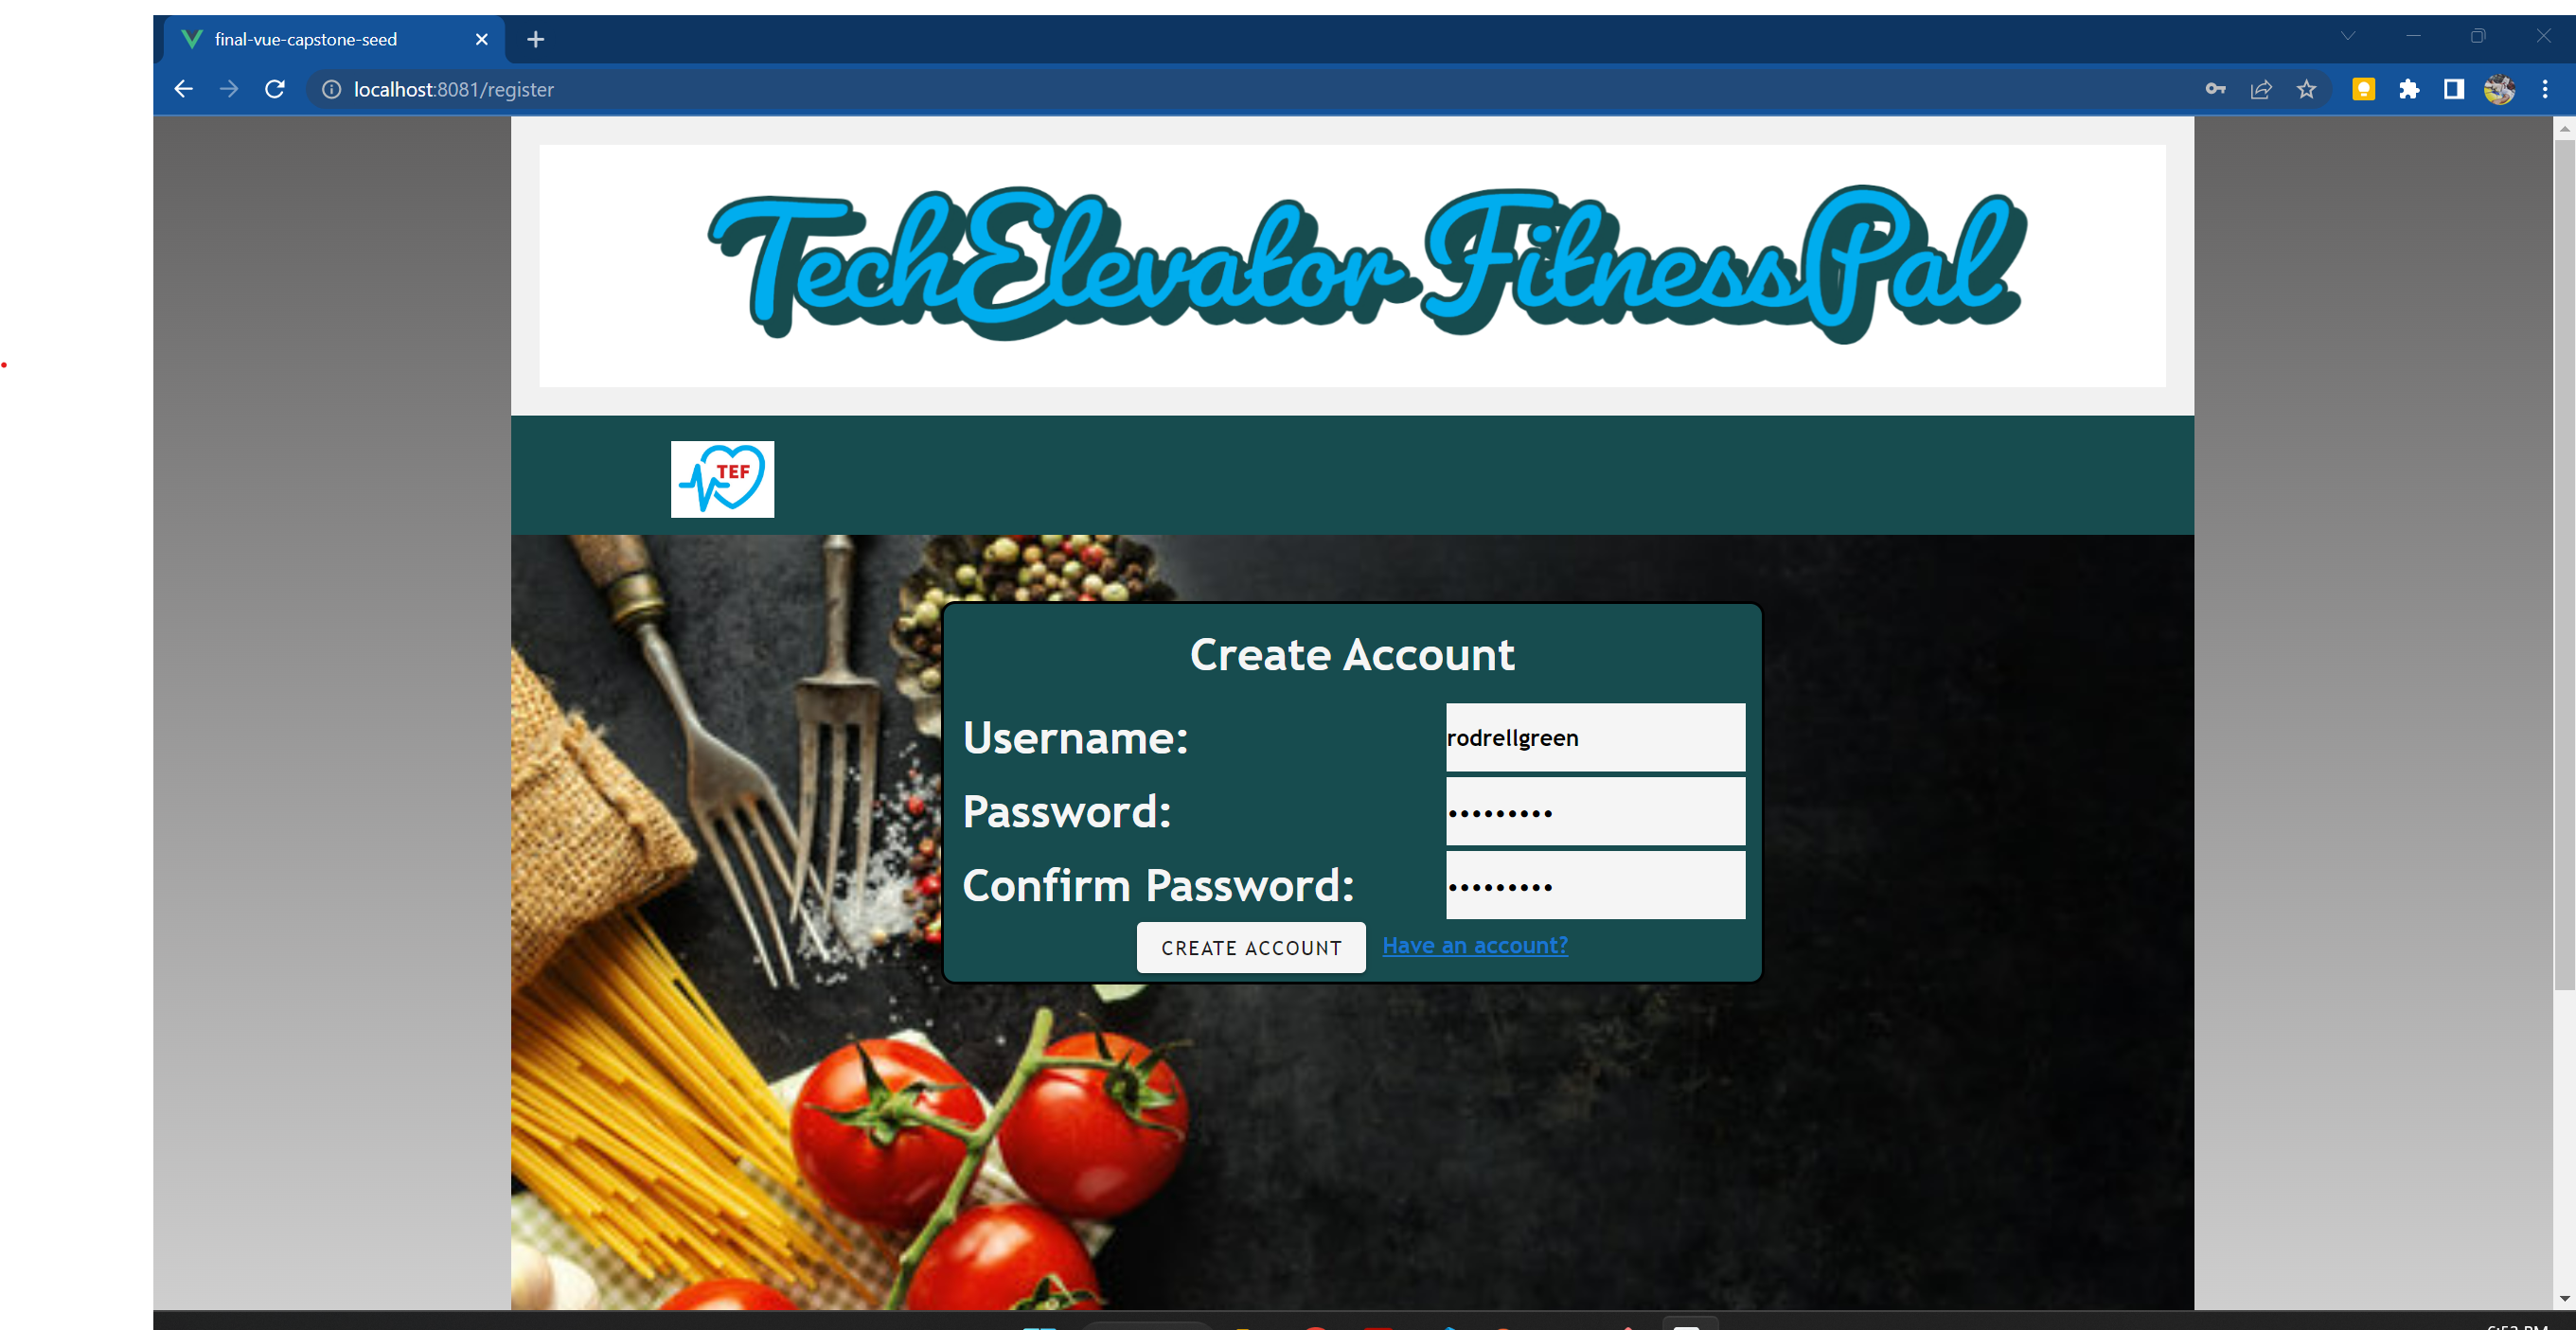 final-vue-capstone-seed
localhost:8081/register
TechElevator FitnessPal
TEF
Create Account
Username:
rodrellgreen
Password:
Confirm Password:
CREATE ACCOUNT
Have an account?